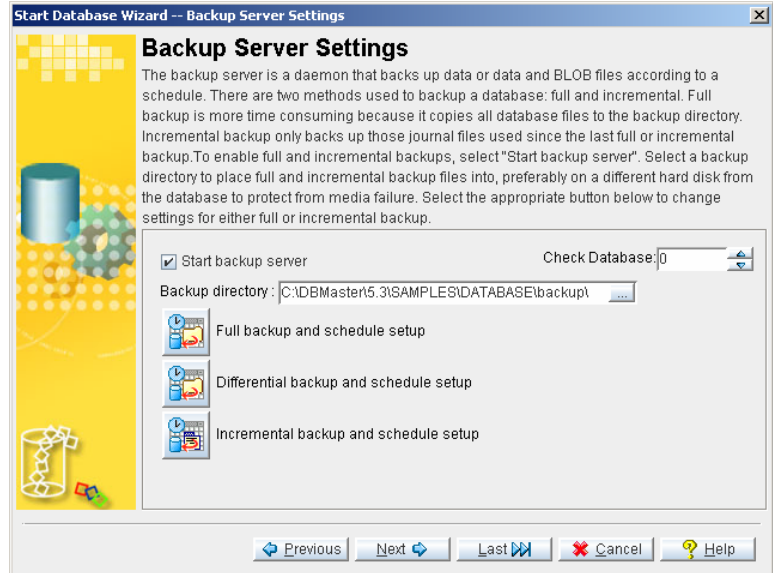 Start Database Wizard -- Backup Server Settings
Backup Server Settings
The backup server is a daemon that backs up data or data and BLOB files according to a
schedule. There are two methods used to backup a database: full and incremental. Full
backup is more time consuming because it copies all database files to the backup directory.
Incremental backup only backs up those journal files used since the last full or incremental
backup.To enable full and incremental backups, select "Start backup server". Select a backup
directory to place full and incremental backup files into, preferably on a different hard disk from
the database to protect from media failure. Select the appropriate button below to change
settings for either full or incremental backup.
Start backup server Check Database: 0
Backup directory : C:\DBMaster\5.3\SAMPLES\DATABASE\backup\ ...
Full backup and schedule setup
Differential backup and schedule setup
Incremental backup and schedule setup
Previous Next Last Cancel Help